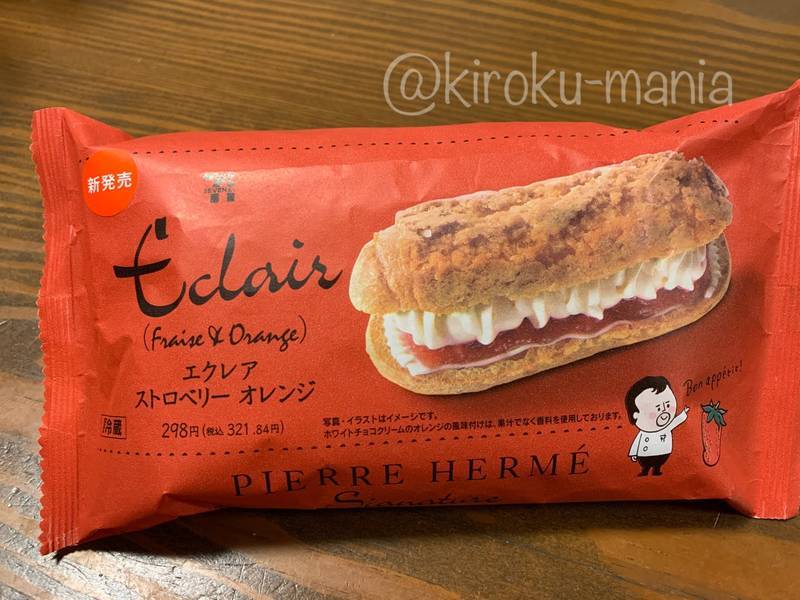 @kiroku-mania
新発売
Éclair
(Fraise & Orange)
エクレア
ストロベリー オレンジ
冷蔵 298円(税込 321.84円)
写真・イラストはイメージです。
ホワイトチョコクリームのオレンジの風味付けは、果汁でなく香料を使用しております。
Bon appétit!
PIERRE HERMÉ
Signature